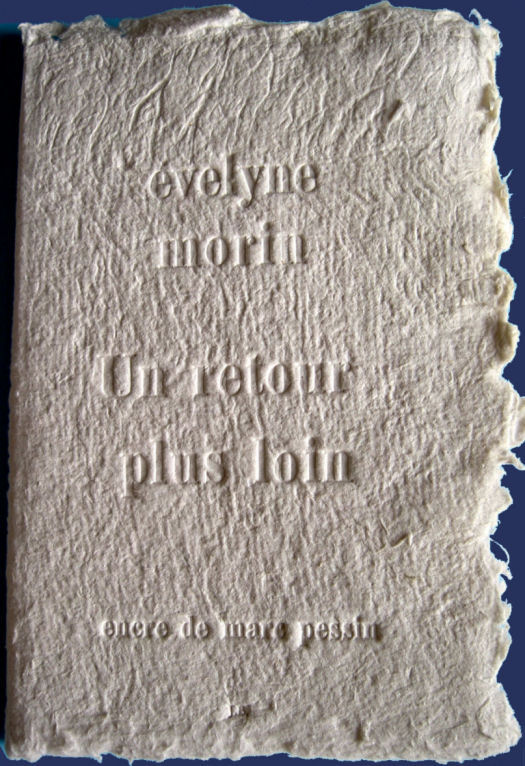 évelyne
morin
Un retour
plus loin
encre de marc pessin